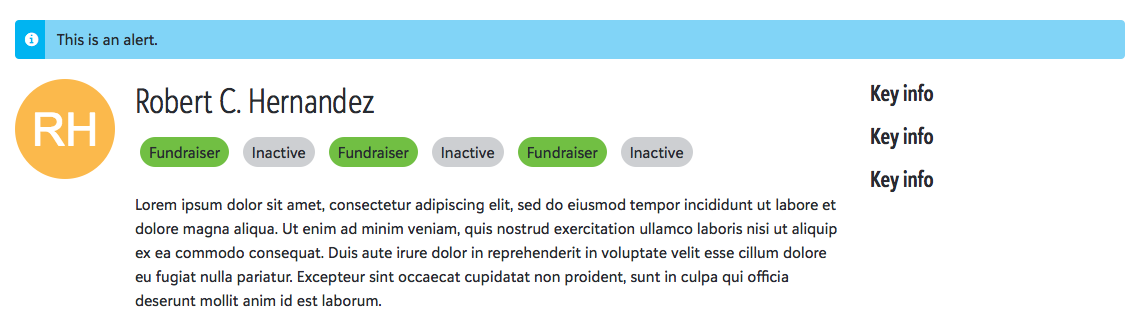 This is an alert.
RH
Robert C. Hernandez
Fundraiser Inactive Fundraiser Inactive Fundraiser Inactive
Lorem ipsum dolor sit amet, consectetur adipiscing elit, sed do eiusmod tempor incididunt ut labore et
dolore magna aliqua. Ut enim ad minim veniam, quis nostrud exercitation ullamco laboris nisi ut aliquip
ex ea commodo consequat. Duis aute irure dolor in reprehenderit in voluptate velit esse cillum dolore
eu fugiat nulla pariatur. Excepteur sint occaecat cupidatat non proident, sunt in culpa qui officia
deserunt mollit anim id est laborum.
Key info
Key info
Key info